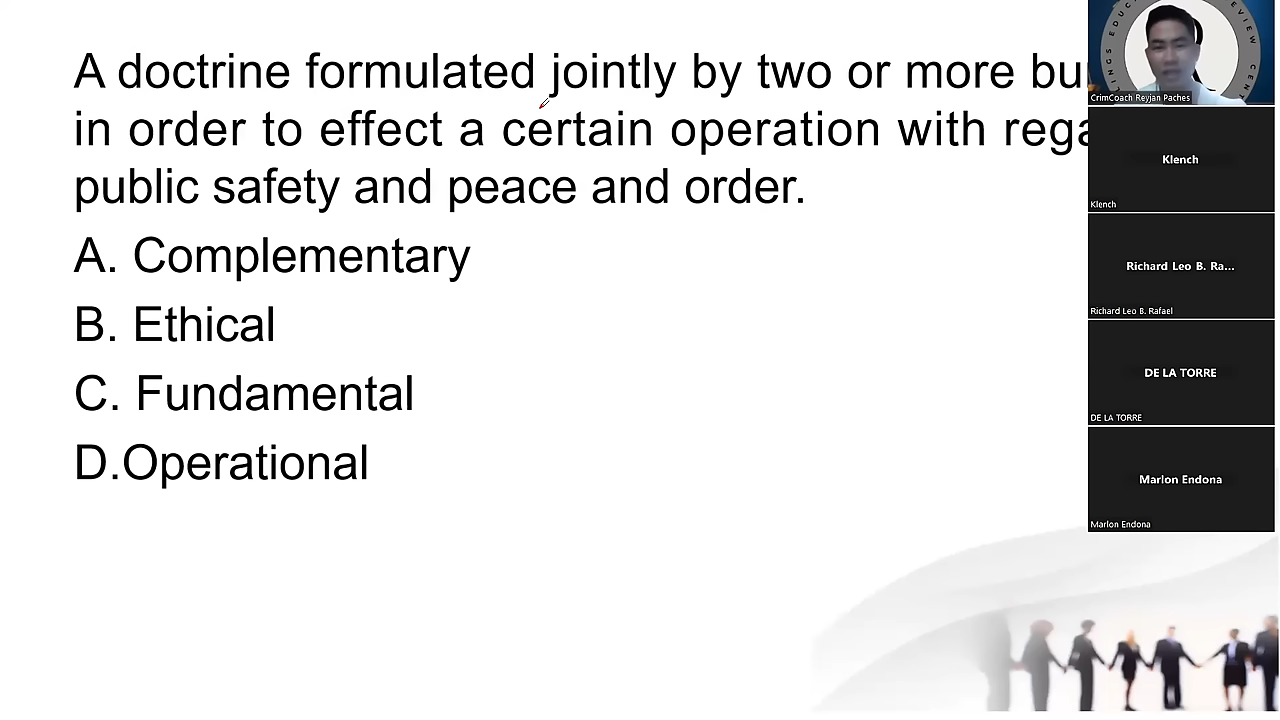 A doctrine formulated jointly by two or more
in order to effect a certain operation with
public safety and peace and order.
A. Complementary
B. Ethical
C. Fundamental
D.Operational
CrimCoach Reyjan Paches
Klench
Klench
Richard Leo B. Ra...
Richard Leo B. Rafael
DE LA TORRE
DE LA TORRE
Marlon Endona
Marlon Endona